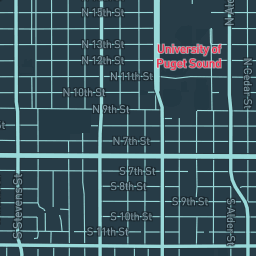 N 15th St
N 13th St
N 12th St
University of
Puget Sound
N 11th St
N 10th St
N 9th St
N Cedar St
N 7th St
S 7th St
S 8th St
S 9th St
S 10th St
S 11th St
S Stevens St
S Alder St